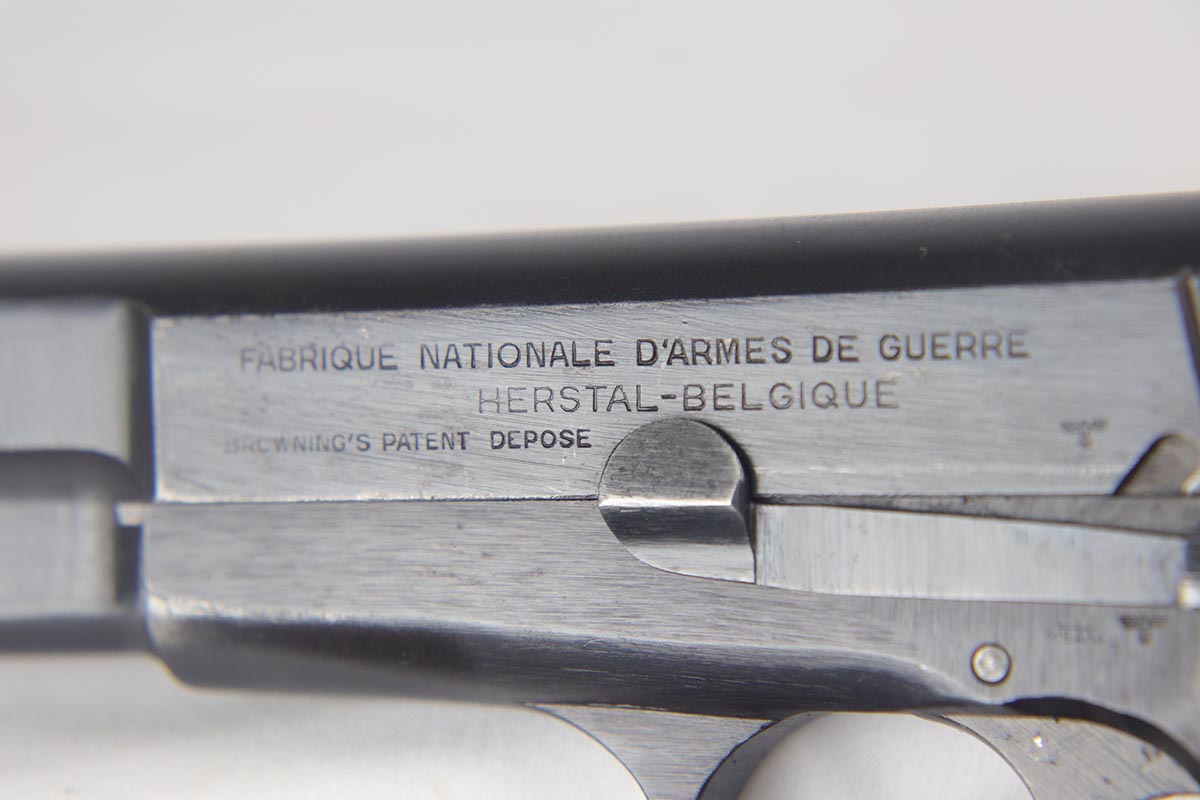 FABRIQUE NATIONALE D'ARMES DE GUERRE
HERSTAL-BELGIQUE
BROWNING'S PATENT DEPOSE